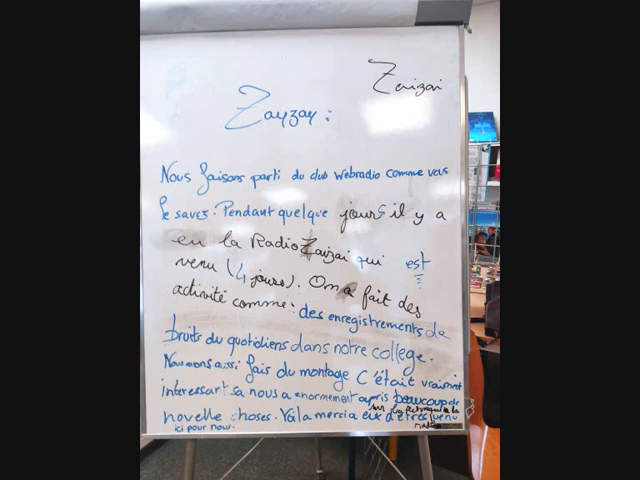 Zaizai
Zayzay :
Nous faisons parti du club webradio comme vous
le savez. Pendant quelque jours il y a
eu la Radio Zaizai qui est
venu (4 jours). On a fait des
activité comme : des enregistrements de
bruits du quotidiens dans notre collège.
Nous avons aussi fais du montage C'était vraiment
interessant sa nous a enormement appris beaucoup de
novelle choses. Voila merci a eux d'êtres venu
ici pour nous.